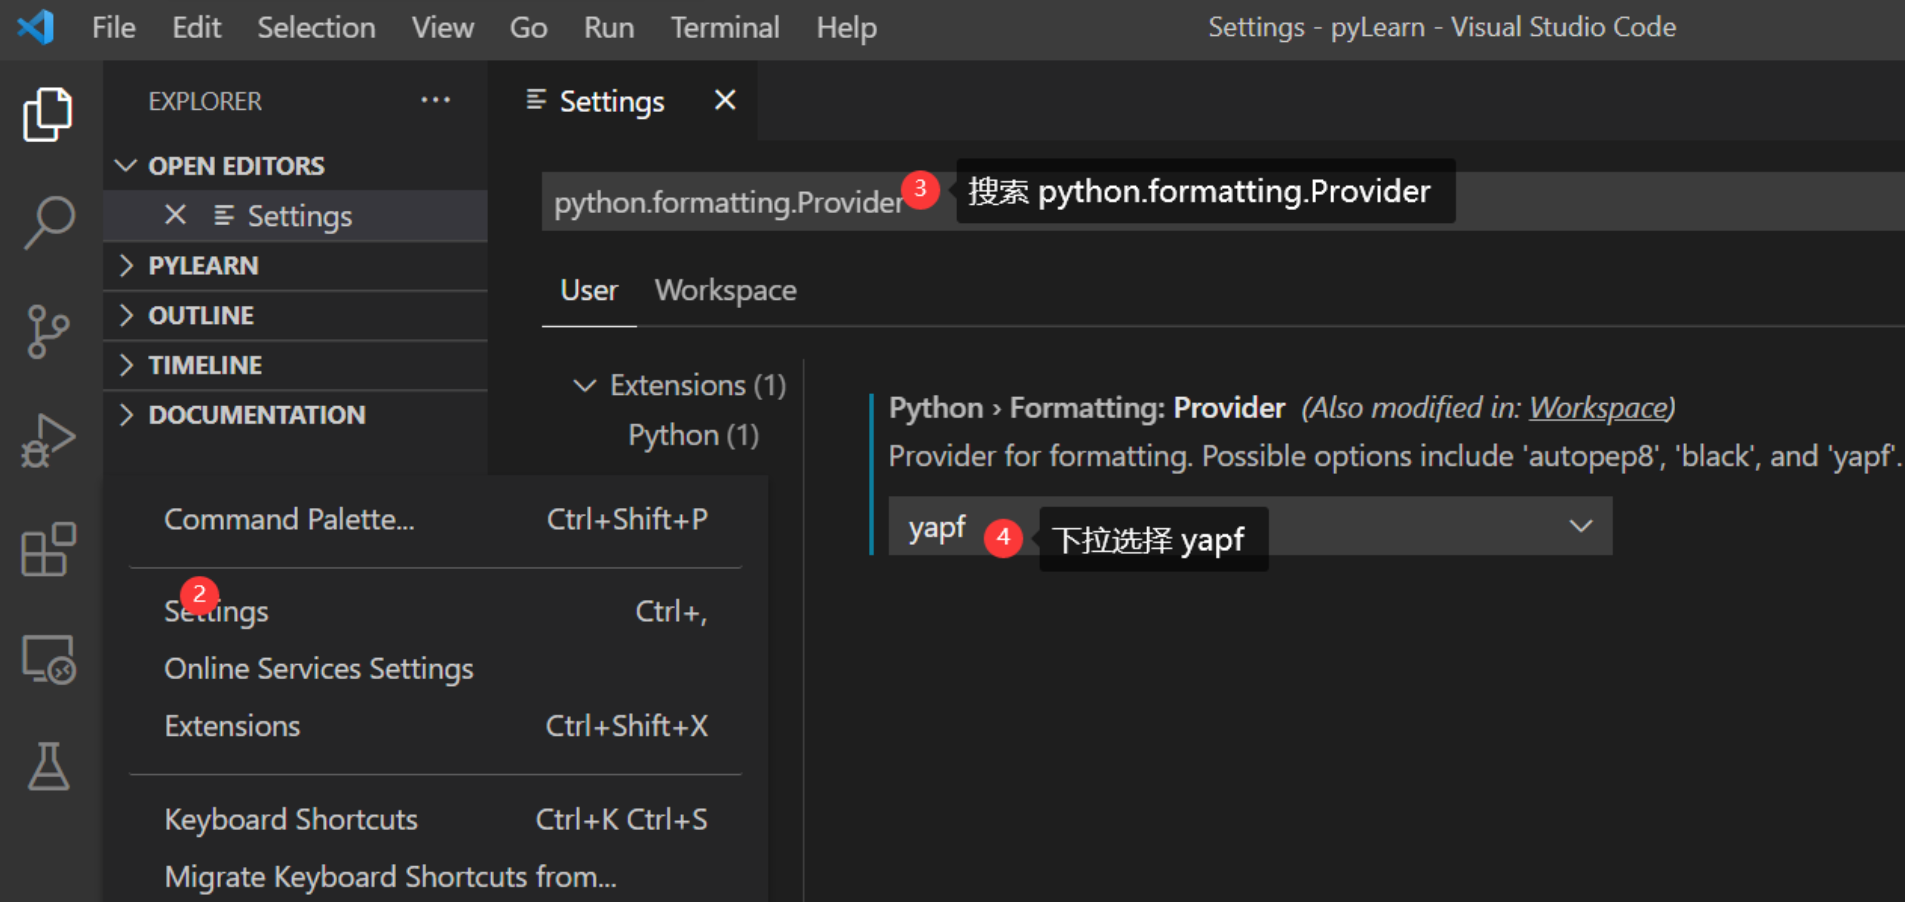 File Edit Selection View Go Run Terminal Help Settings - pyLearn - Visual Studio Code
EXPLORER ···
Settings
OPEN EDITORS
Settings
PYLEARN
OUTLINE
TIMELINE
DOCUMENTATION
Command Palette... Ctrl+Shift+P
2
Settings Ctrl+,
Online Services Settings
Extensions Ctrl+Shift+X
Keyboard Shortcuts Ctrl+K Ctrl+S
Migrate Keyboard Shortcuts from...
python.formatting.Provider
3
搜索 python.formatting.Provider
User Workspace
Extensions (1)
Python (1)
Python › Formatting: Provider (Also modified in: Workspace)
Provider for formatting. Possible options include 'autopep8', 'black', and 'yapf'.
yapf
4
下拉选择 yapf